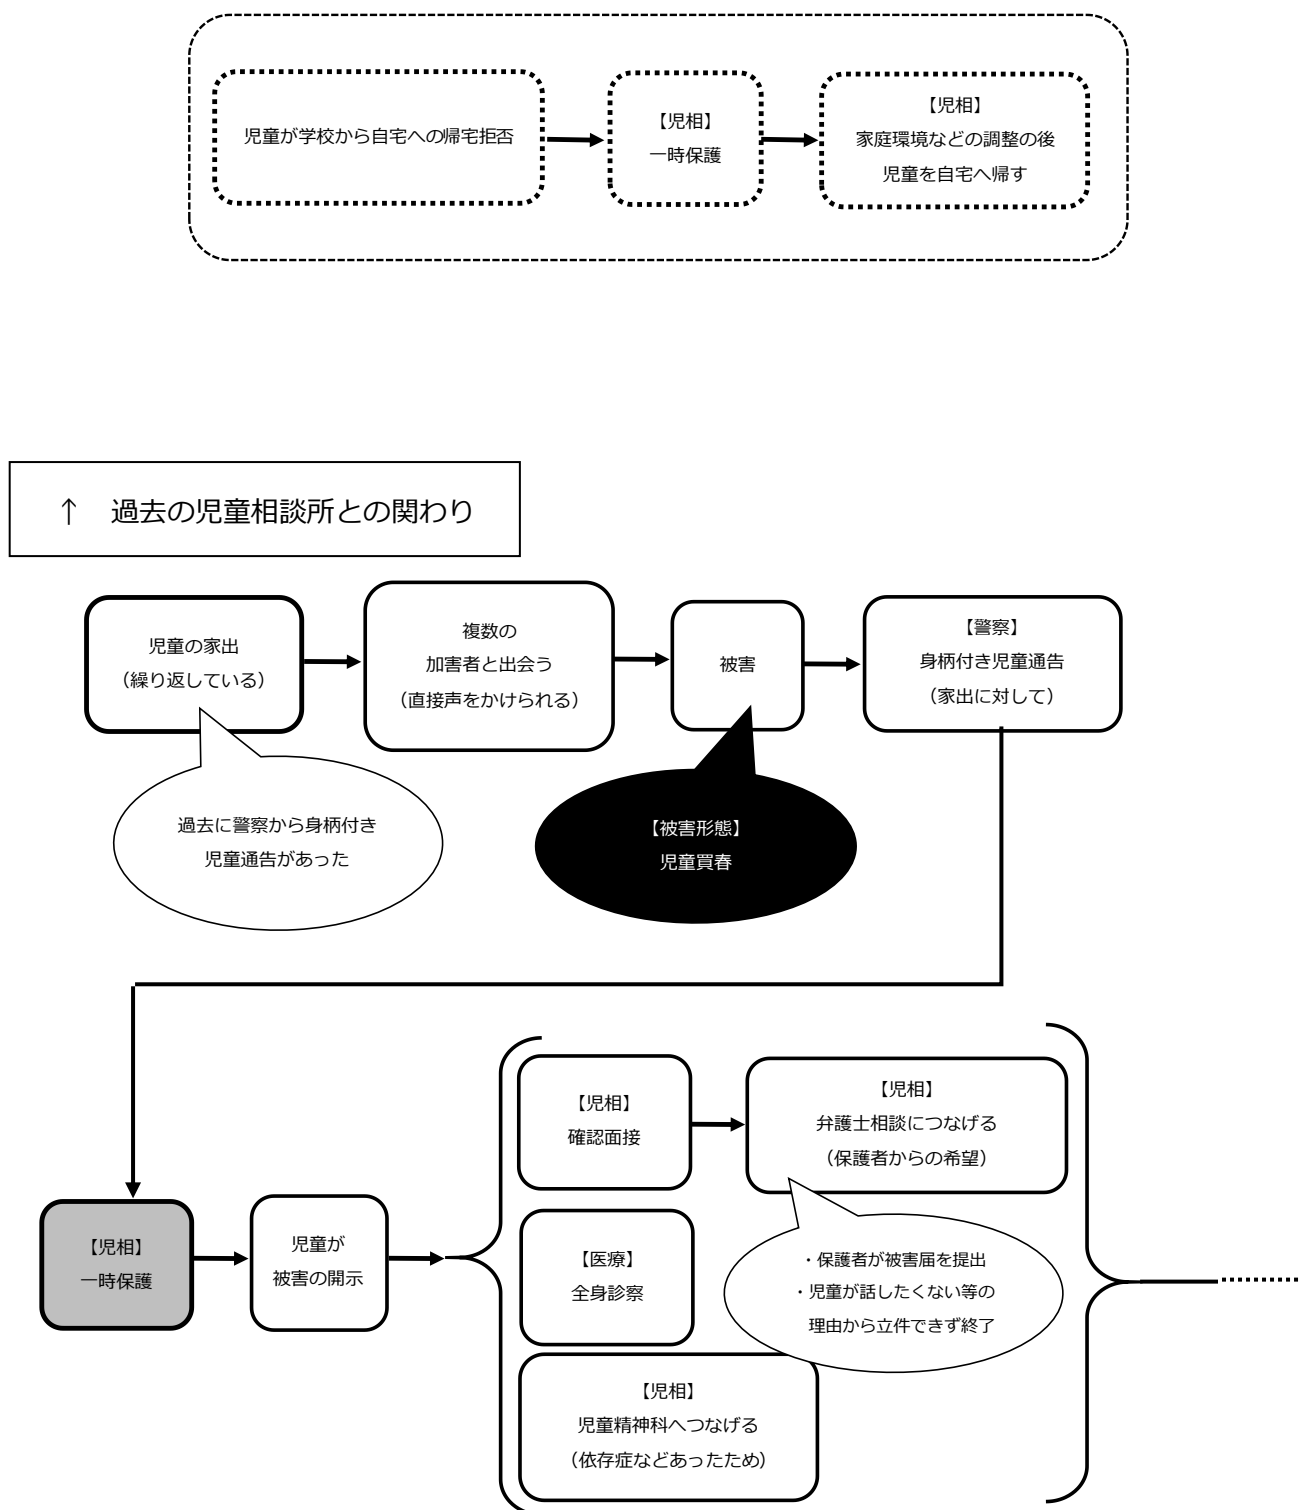 児童が学校から自宅への帰宅拒否
【児相】
一時保護
【児相】
家庭環境などの調整の後
児童を自宅へ帰す
↑　過去の児童相談所との関わり
児童の家出
（繰り返している）
複数の
加害者と出会う
（直接声をかけられる）
被害
【警察】
身柄付き児童通告
（家出に対して）
過去に警察から身柄付き
児童通告があった
【被害形態】
児童買春
【児相】
一時保護
児童が
被害の開示
【児相】
確認面接
【児相】
弁護士相談につなげる
（保護者からの希望）
・保護者が被害届を提出
・児童が話したくない等の
理由から立件できず終了
【医療】
全身診察
【児相】
児童精神科へつなげる
（依存症などあったため）